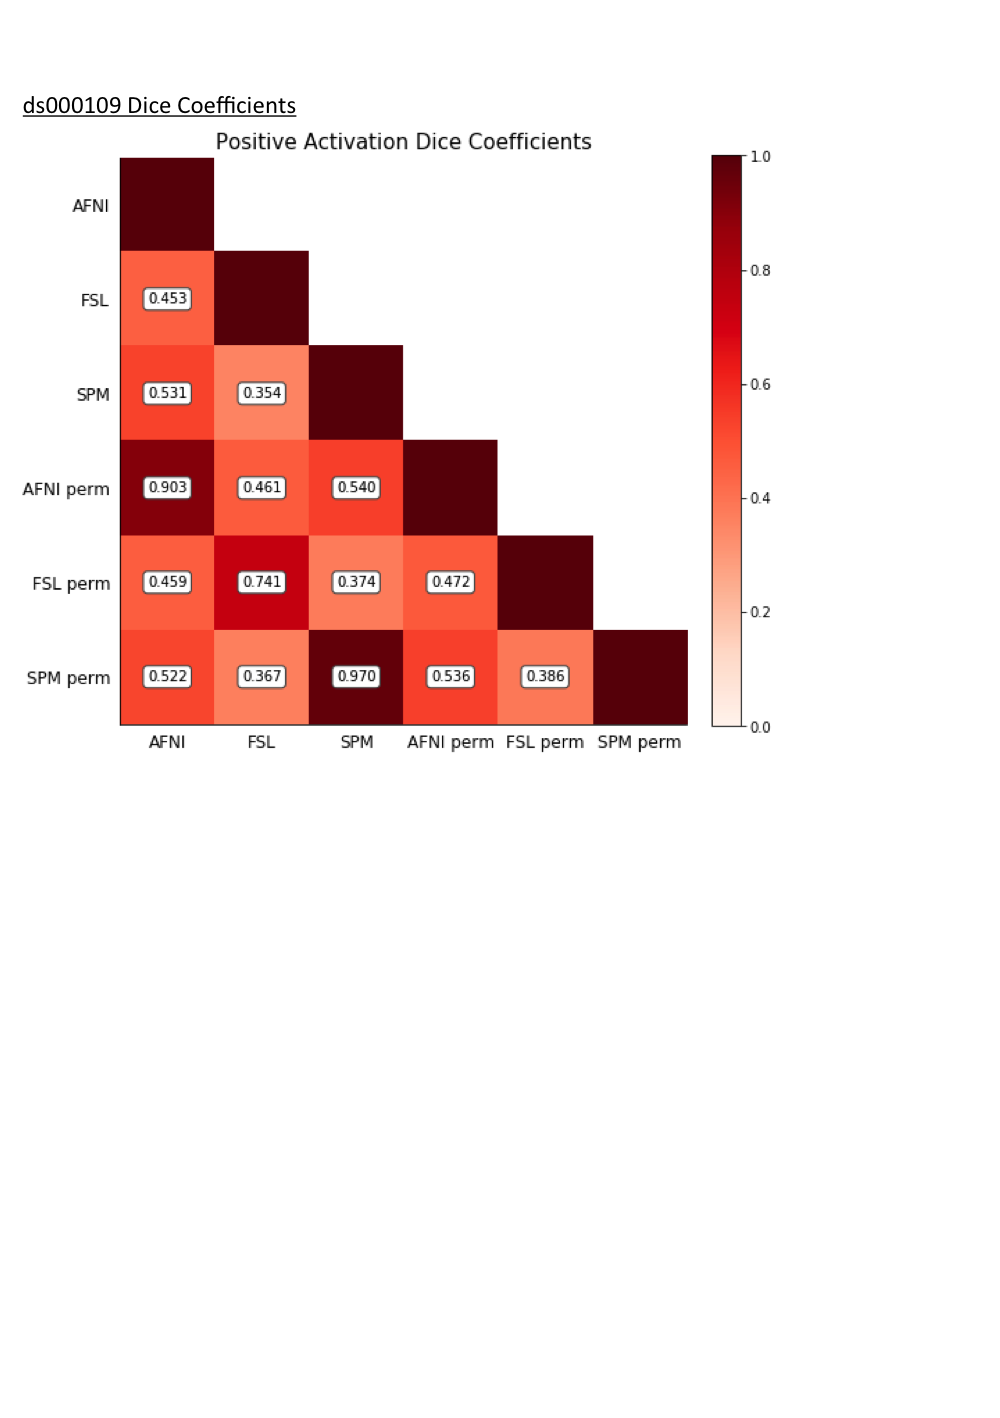 ds000109 Dice Coefficients
Positive Activation Dice Coefficients
1.0
AFNI
0.8
FSL 0.453
SPM 0.531 0.354
0.6
AFNI perm 0.903 0.461 0.540
0.4
FSL perm 0.459 0.741 0.374 0.472
0.2
SPM perm 0.522 0.367 0.970 0.536 0.386
0.0
AFNI FSL SPM AFNI perm FSL perm SPM perm